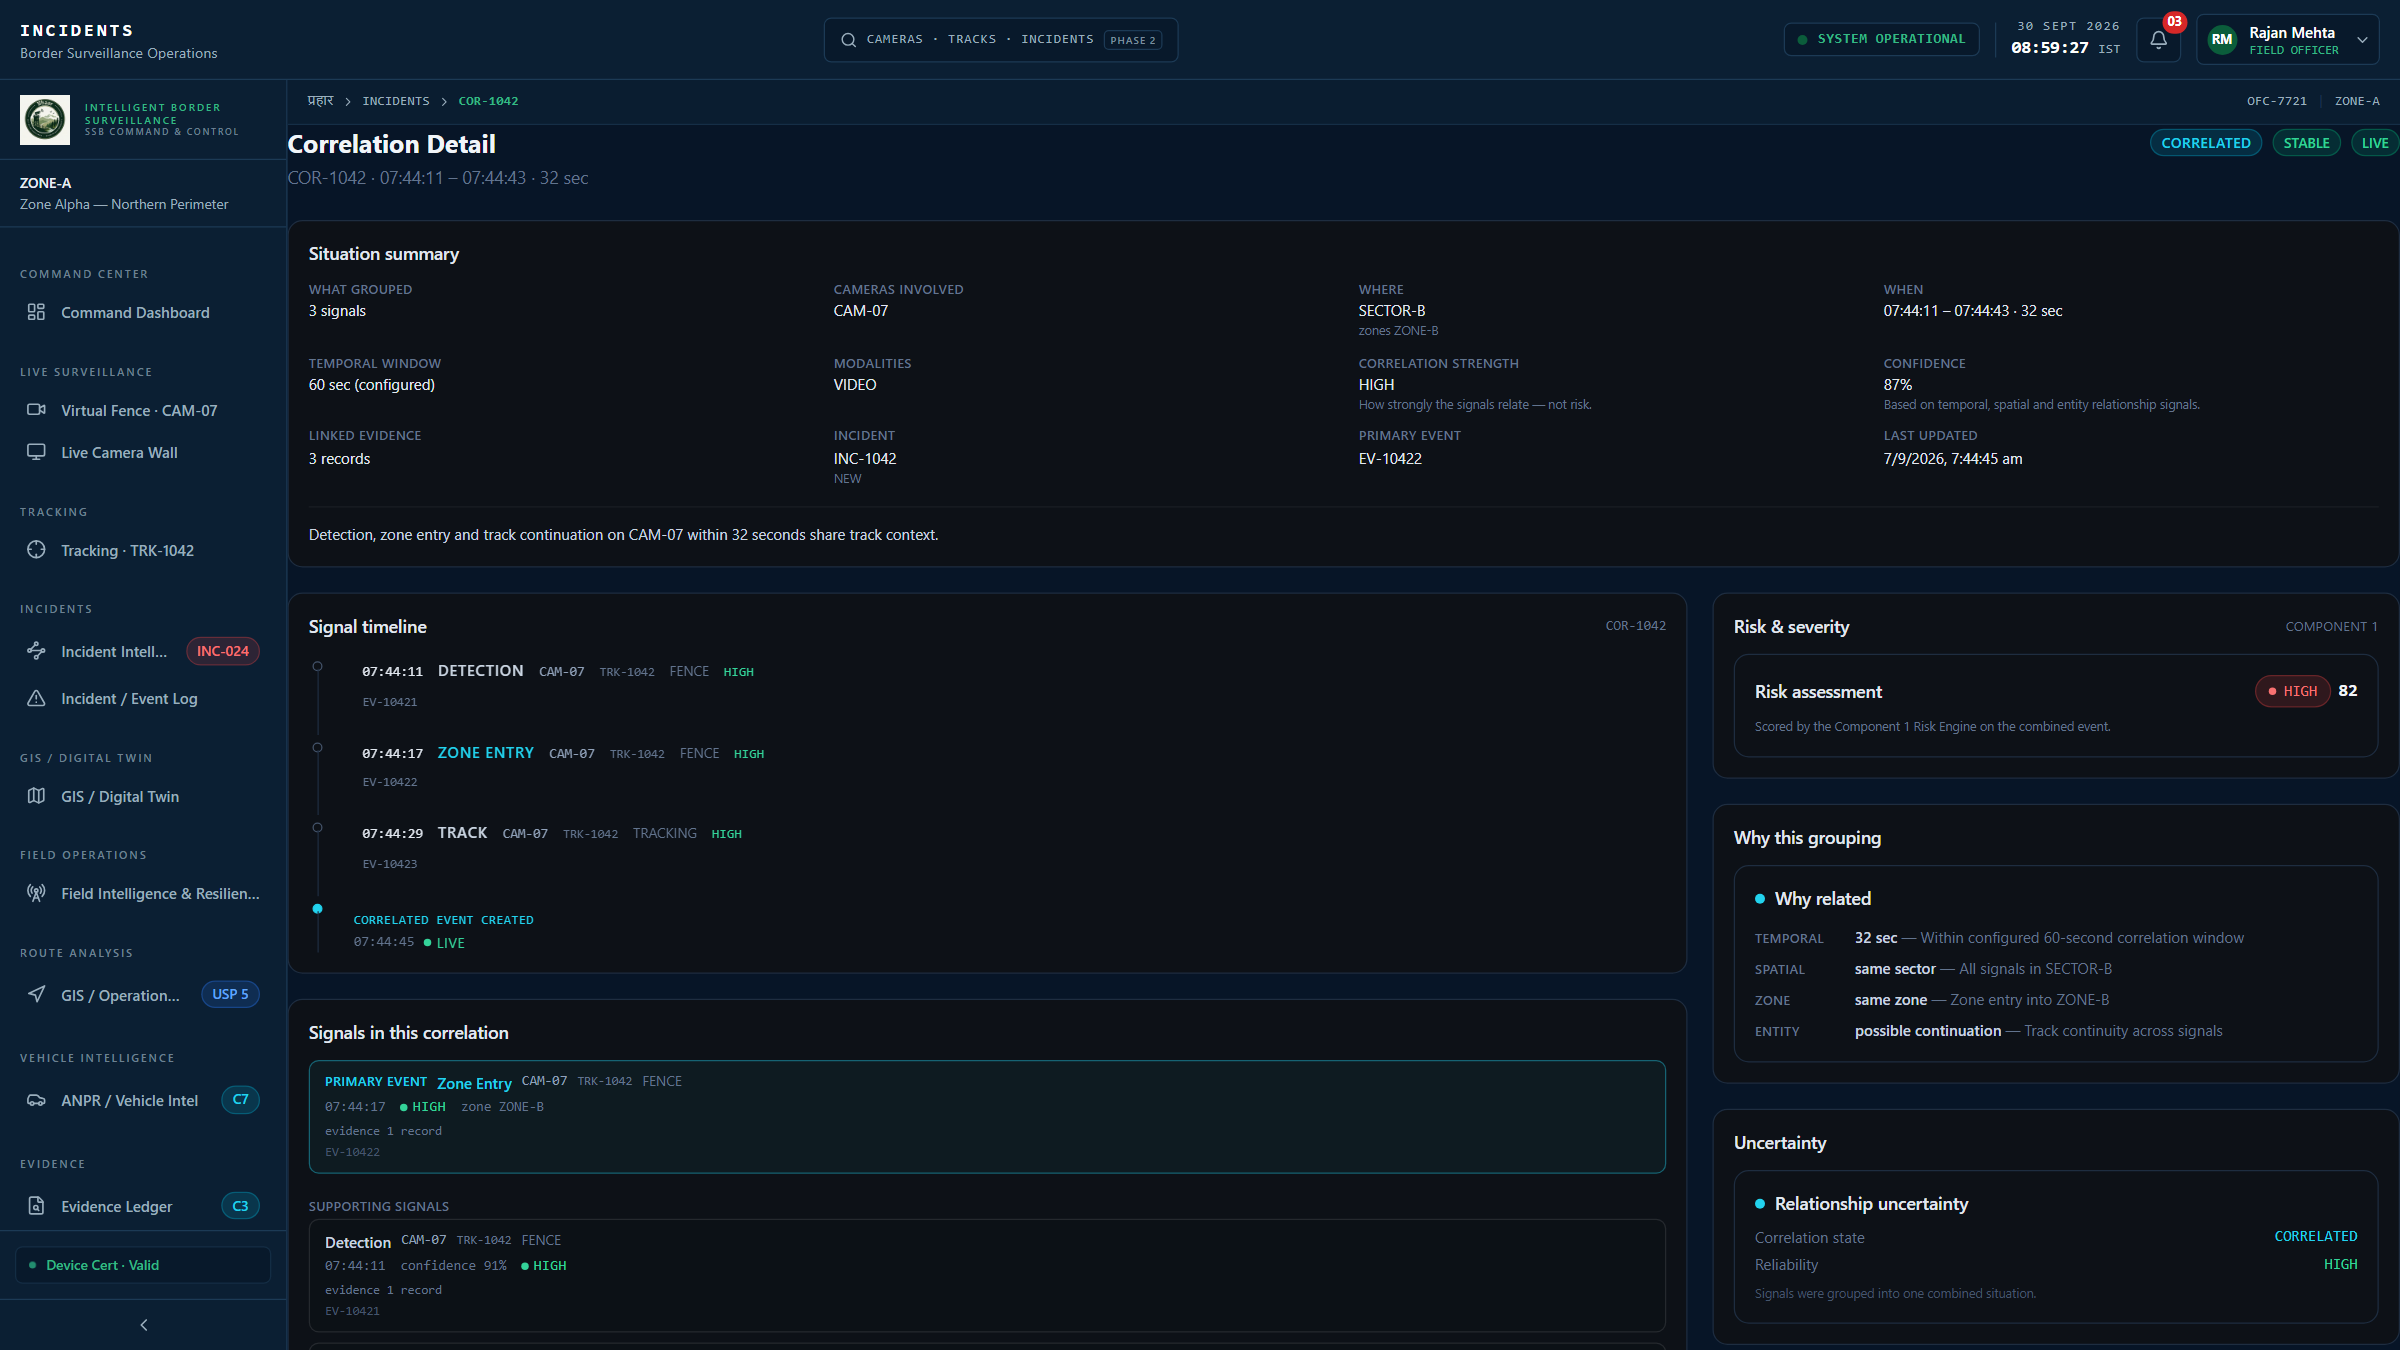 INCIDENTS
Border Surveillance Operations
CAMERAS · TRACKS · INCIDENTS PHASE 2
SYSTEM OPERATIONAL
30 SEPT 2026
08:59:27 IST
03
RM
Rajan Mehta
FIELD OFFICER
INTELLIGENT BORDER
SURVEILLANCE
SSB COMMAND & CONTROL
ZONE-A
Zone Alpha — Northern Perimeter
COMMAND CENTER
Command Dashboard
LIVE SURVEILLANCE
Virtual Fence · CAM-07
Live Camera Wall
TRACKING
Tracking · TRK-1042
INCIDENTS
Incident Intell... INC-024
Incident / Event Log
GIS / DIGITAL TWIN
GIS / Digital Twin
FIELD OPERATIONS
Field Intelligence & Resilien...
ROUTE ANALYSIS
GIS / Operation... USP 5
VEHICLE INTELLIGENCE
ANPR / Vehicle Intel C7
EVIDENCE
Evidence Ledger C3
Device Cert · Valid
प्रहार > INCIDENTS > COR-1042
OFC-7721 ZONE-A
Correlation Detail
CORRELATED STABLE LIVE
COR-1042 · 07:44:11 – 07:44:43 · 32 sec
Situation summary
WHAT GROUPED
3 signals
CAMERAS INVOLVED
CAM-07
WHERE
SECTOR-B
zones ZONE-B
WHEN
07:44:11 – 07:44:43 · 32 sec
TEMPORAL WINDOW
60 sec (configured)
MODALITIES
VIDEO
CORRELATION STRENGTH
HIGH
How strongly the signals relate — not risk.
CONFIDENCE
87%
Based on temporal, spatial and entity relationship signals.
LINKED EVIDENCE
3 records
INCIDENT
INC-1042
NEW
PRIMARY EVENT
EV-10422
LAST UPDATED
7/9/2026, 7:44:45 am
Detection, zone entry and track continuation on CAM-07 within 32 seconds share track context.
Signal timeline
COR-1042
07:44:11 DETECTION CAM-07 TRK-1042 FENCE HIGH
EV-10421
07:44:17 ZONE ENTRY CAM-07 TRK-1042 FENCE HIGH
EV-10422
07:44:29 TRACK CAM-07 TRK-1042 TRACKING HIGH
EV-10423
CORRELATED EVENT CREATED
07:44:45 LIVE
Signals in this correlation
PRIMARY EVENT Zone Entry CAM-07 TRK-1042 FENCE
07:44:17 HIGH zone ZONE-B
evidence 1 record
EV-10422
SUPPORTING SIGNALS
Detection CAM-07 TRK-1042 FENCE
07:44:11 confidence 91% HIGH
evidence 1 record
EV-10421
Risk & severity
COMPONENT 1
Risk assessment HIGH 82
Scored by the Component 1 Risk Engine on the combined event.
Why this grouping
Why related
TEMPORAL 32 sec — Within configured 60-second correlation window
SPATIAL same sector — All signals in SECTOR-B
ZONE same zone — Zone entry into ZONE-B
ENTITY possible continuation — Track continuity across signals
Uncertainty
Relationship uncertainty
Correlation state CORRELATED
Reliability HIGH
Signals were grouped into one combined situation.